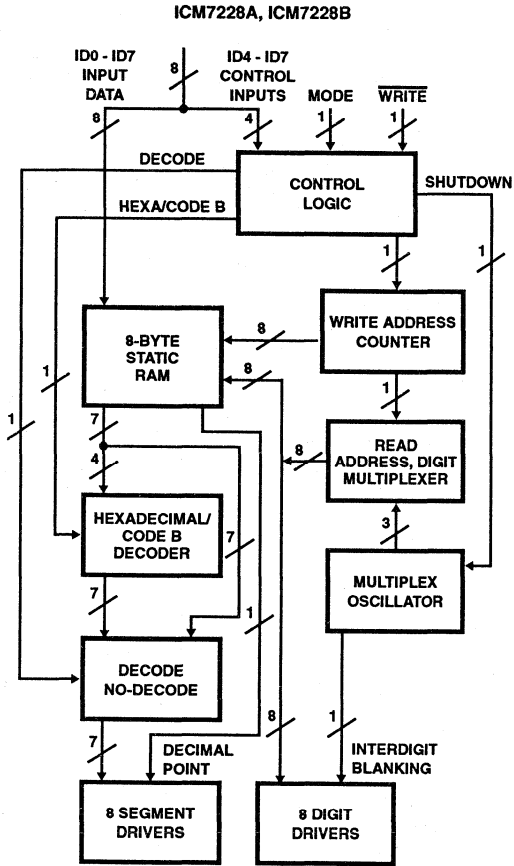 ICM7228A, ICM7228B
ID0 - ID7
INPUT
DATA
8
ID4 - ID7
CONTROL
INPUTS
MODE
WRITE
8
4
1
1
DECODE
HEXA/CODE B
CONTROL
LOGIC
SHUTDOWN
1
1
8-BYTE
STATIC
RAM
8
WRITE ADDRESS
COUNTER
1
8
1
1
7
4
8
READ
ADDRESS, DIGIT
MULTIPLEXER
HEXADECIMAL/
CODE B
DECODER
7
3
MULTIPLEX
OSCILLATOR
7
1
DECODE
NO-DECODE
7
8
1
DECIMAL
POINT
INTERDIGIT
BLANKING
8 SEGMENT
DRIVERS
8 DIGIT
DRIVERS